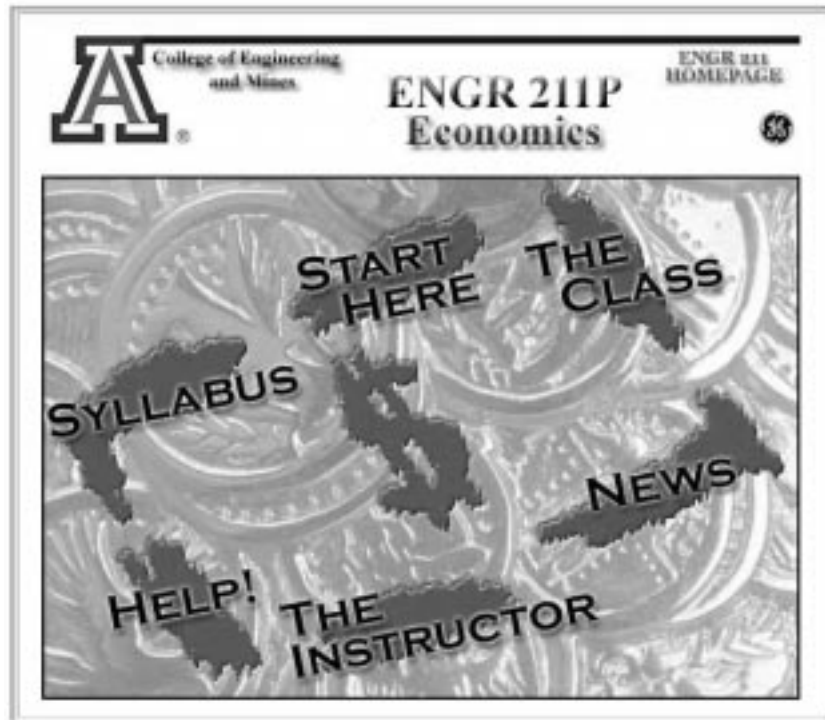 A ®
College of Engineering
and Mines
ENGR 211P
Economics
ENGR 211
HOMEPAGE
GE
START
HERE
THE
CLASS
SYLLABUS
$
NEWS
HELP!
THE
INSTRUCTOR